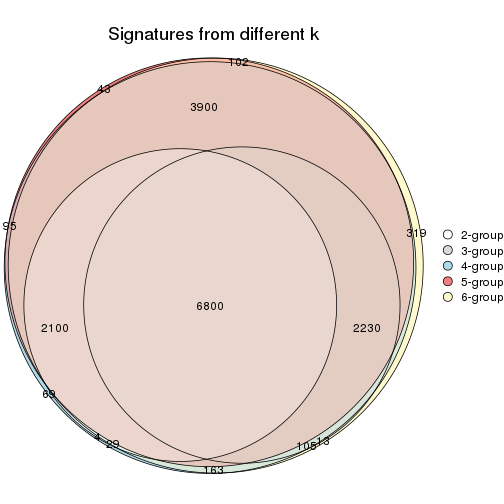 Signatures from different k
102
43
3900
95
319
2-group
3-group
4-group
5-group
6-group
6800
2100
2230
69
4
29
105
13
163